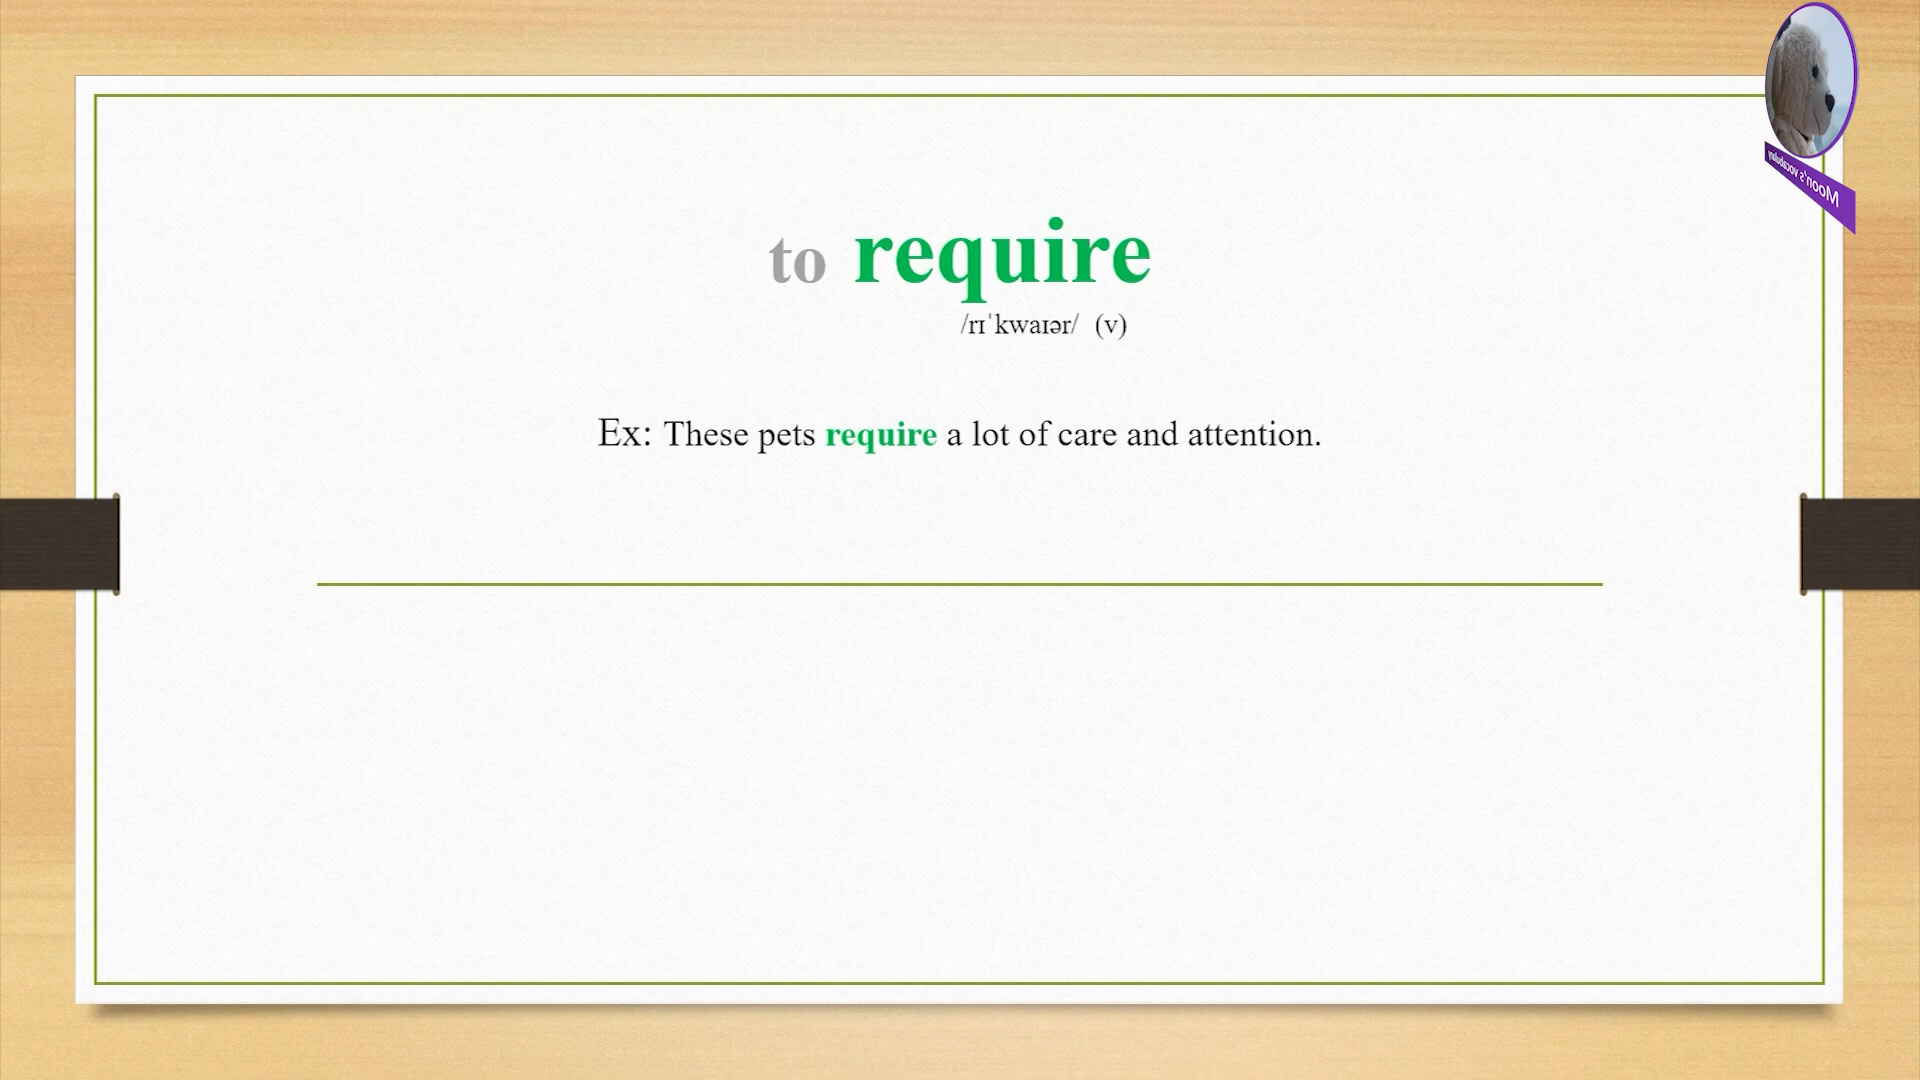 to require
/rɪˈkwaɪər/ (v)
Ex: These pets require a lot of care and attention.
Moon's vocabulary